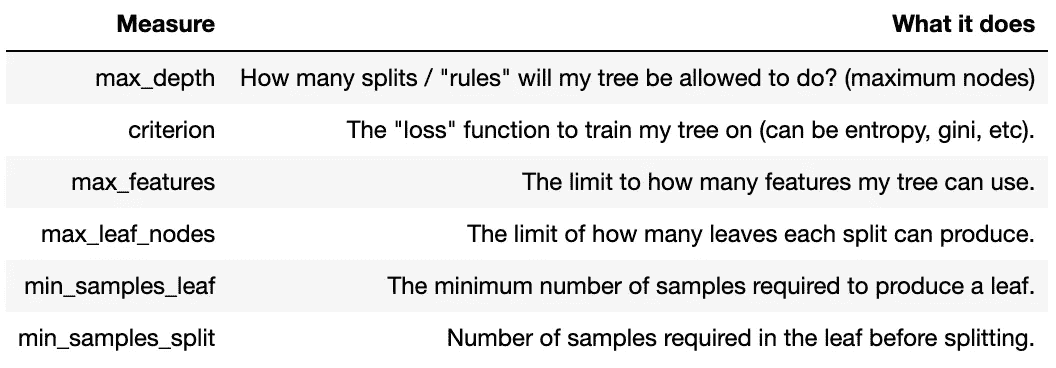 Measure What it does
max_depth How many splits / "rules" will my tree be allowed to do? (maximum nodes)
criterion The "loss" function to train my tree on (can be entropy, gini, etc).
max_features The limit to how many features my tree can use.
max_leaf_nodes The limit of how many leaves each split can produce.
min_samples_leaf The minimum number of samples required to produce a leaf.
min_samples_split Number of samples required in the leaf before splitting.